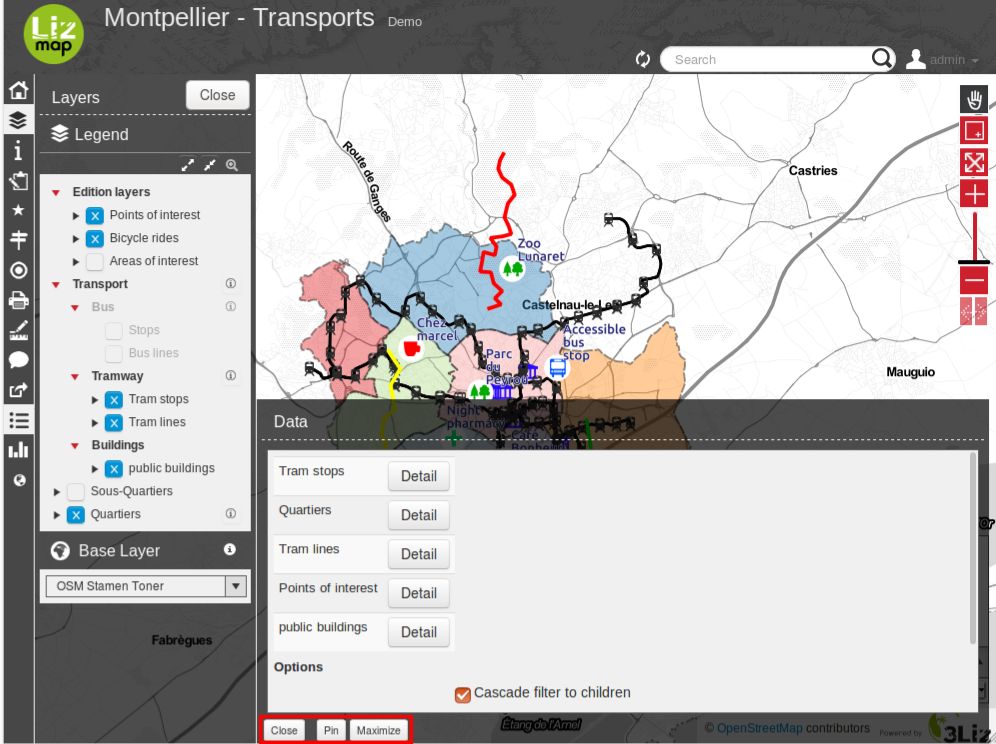 Liz
map
Montpellier - Transports Demo
Search
admin
Layers
Close
Legend
Edition layers
Points of interest
Bicycle rides
Areas of interest
Transport
Bus
Stops
Bus lines
Tramway
Tram stops
Tram lines
Buildings
public buildings
Sous-Quartiers
Quartiers
Base Layer
OSM Stamen Toner
Route de Ganges
Castries
Zoo
Lunaret
Castelnau-le-Lez
Chez
marcel
Accessible
bus
stop
Parc
du
Peyrou
Mauguio
Night
pharmacy
Café
Bonheur
Fabrègues
Data
Tram stops Detail
Quartiers Detail
Tram lines Detail
Points of interest Detail
public buildings Detail
Options
Cascade filter to children
Close Pin Maximize
Étang de l'Arnel
© OpenStreetMap contributors
Powered by 3Liz